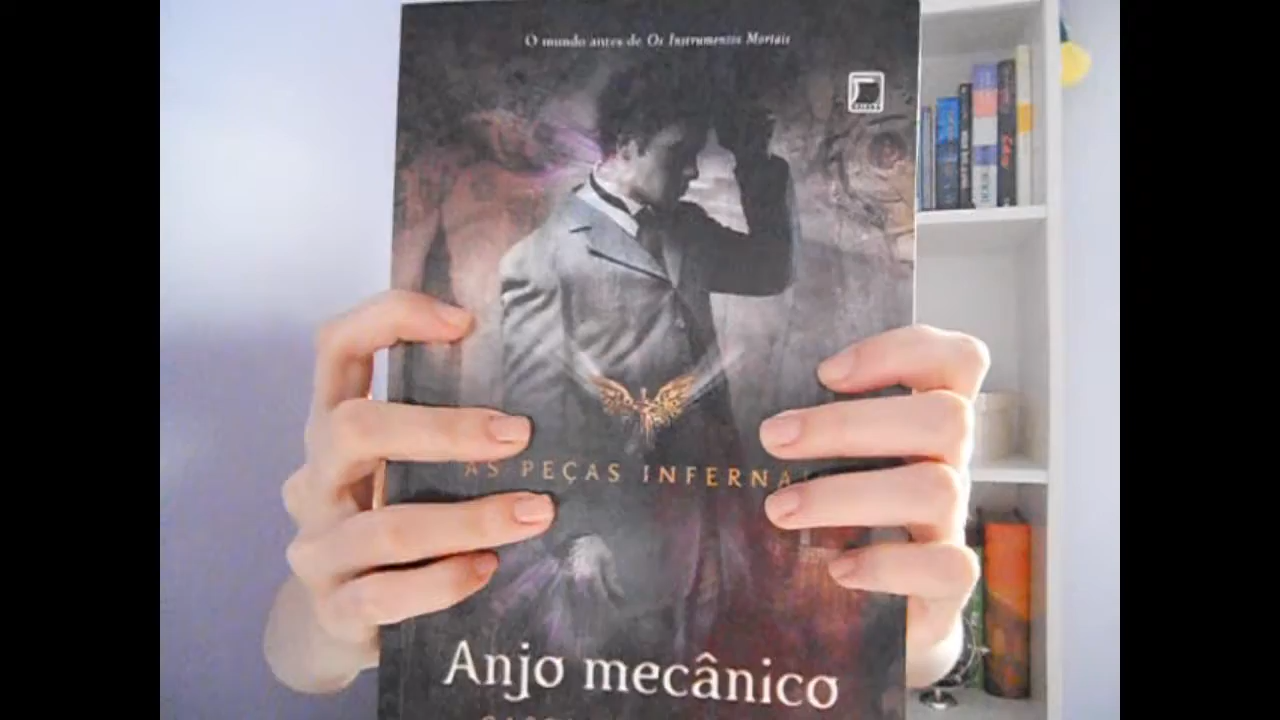 O mundo antes de Os Instrumentos Mortais
AS PEÇAS INFERNA
Anjo mecânico